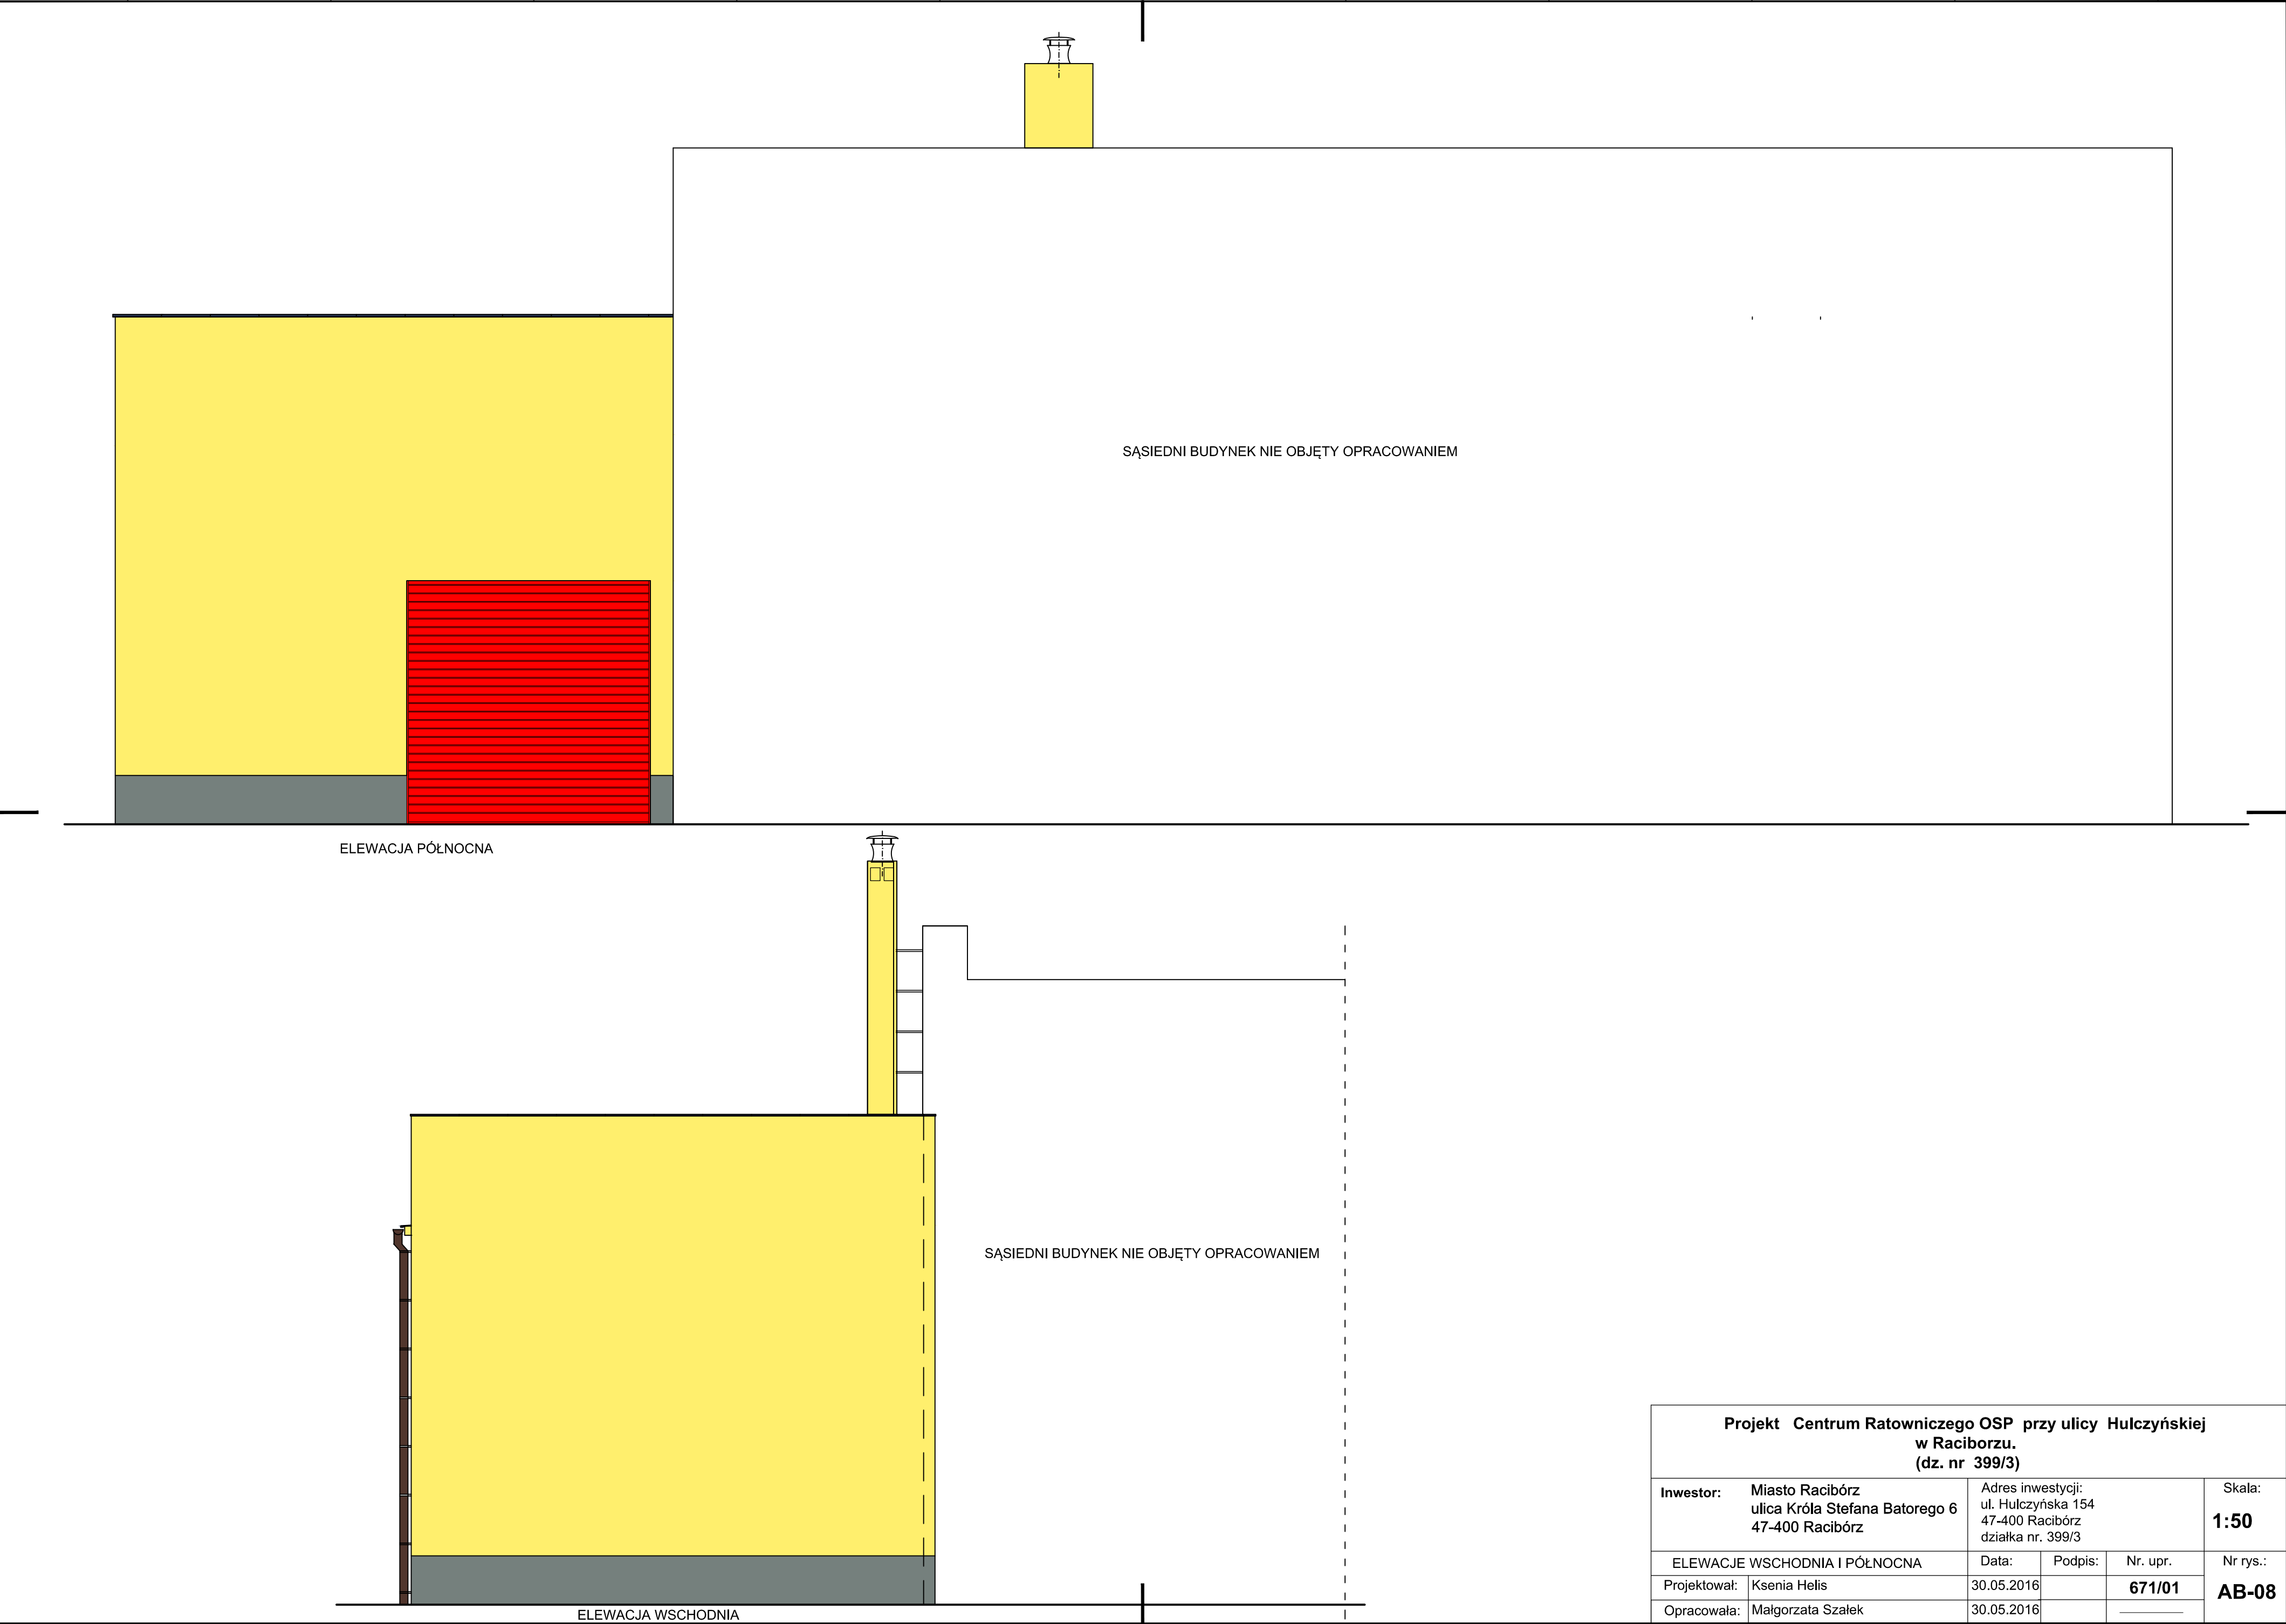 SĄSIEDNI BUDYNEK NIE OBJĘTY OPRACOWANIEM
ELEWACJA PÓŁNOCNA
SĄSIEDNI BUDYNEK NIE OBJĘTY OPRACOWANIEM
ELEWACJA WSCHODNIA
Projekt Centrum Ratowniczego OSP przy ulicy Hulczyńskiej
w Raciborzu.
(dz. nr 399/3)
Inwestor:
Miasto Racibórz
ulica Króla Stefana Batorego 6
47-400 Racibórz
Adres inwestycji:
ul. Hulczyńska 154
47-400 Racibórz
działka nr. 399/3
Skala:
1:50
ELEWACJE WSCHODNIA I PÓŁNOCNA
Data:
Podpis:
Nr. upr.
Nr rys.:
Projektował:
Ksenia Helis
30.05.2016
671/01
AB-08
Opracowała:
Małgorzata Szałek
30.05.2016